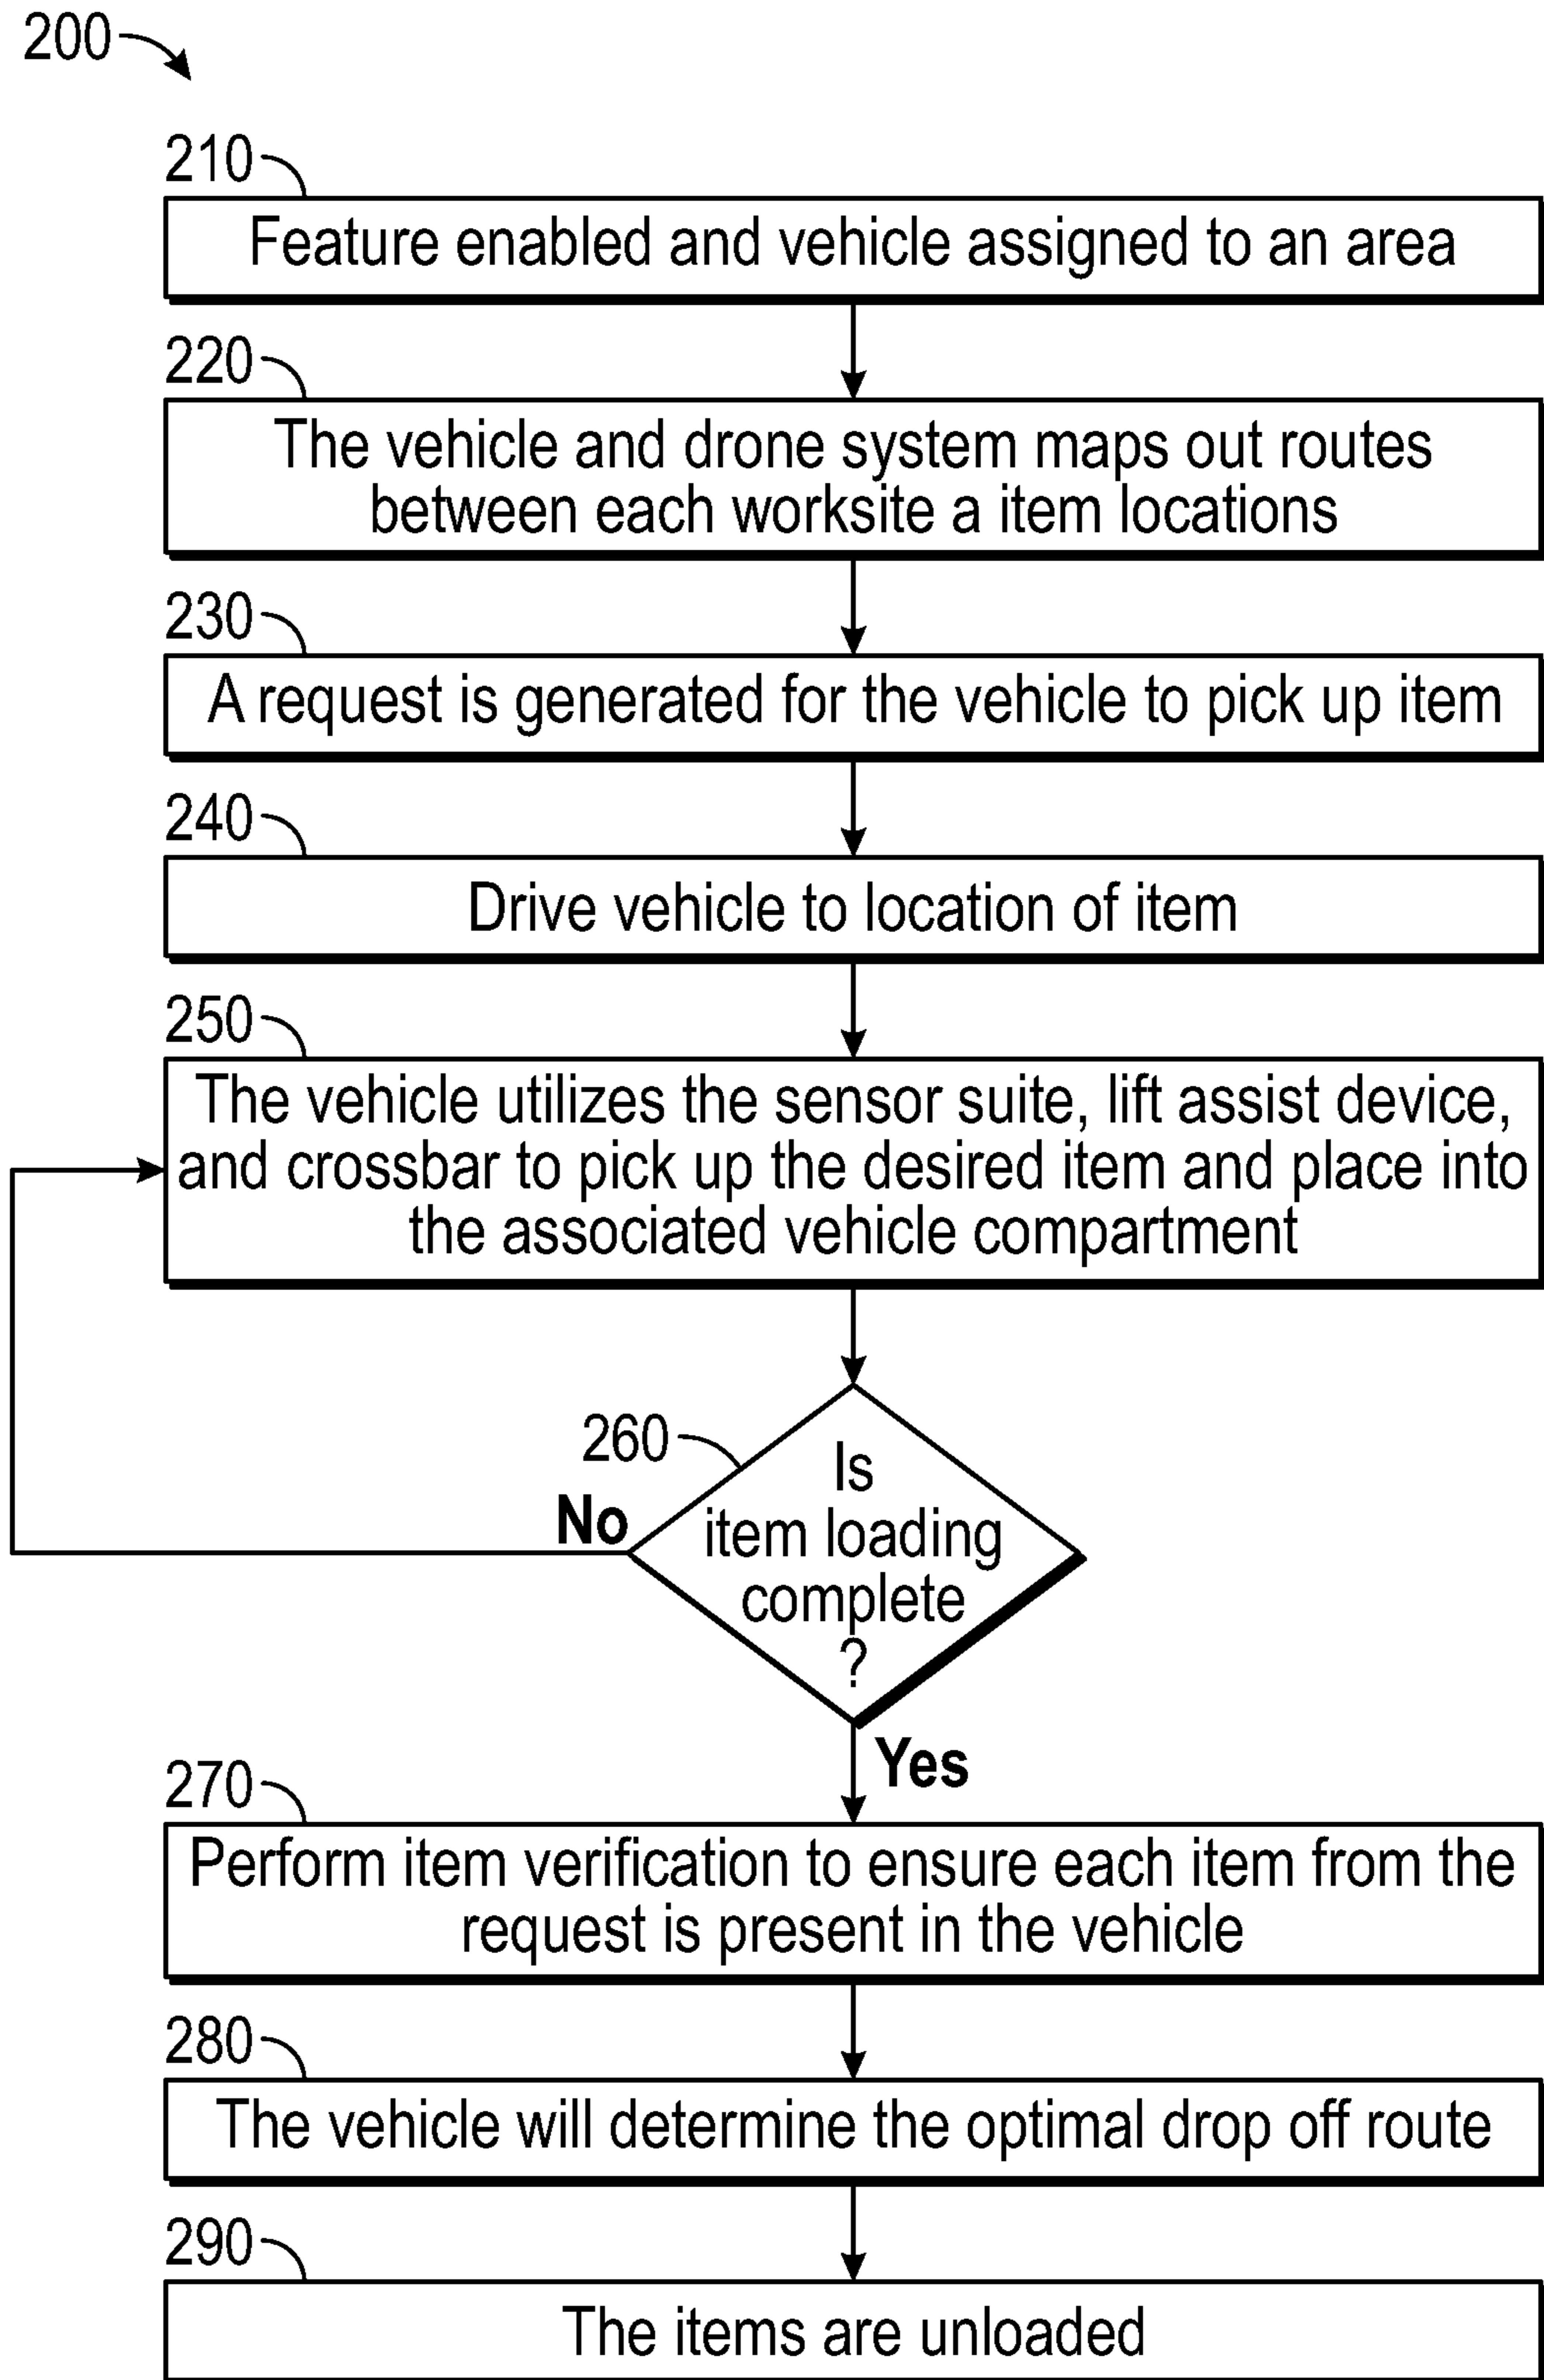 200
210
Feature enabled and vehicle assigned to an area
220
The vehicle and drone system maps out routes
between each worksite a item locations
230
A request is generated for the vehicle to pick up item
240
Drive vehicle to location of item
250
The vehicle utilizes the sensor suite, lift assist device,
and crossbar to pick up the desired item and place into
the associated vehicle compartment
260
Is
item loading
complete
?
No
Yes
270
Perform item verification to ensure each item from the
request is present in the vehicle
280
The vehicle will determine the optimal drop off route
290
The items are unloaded